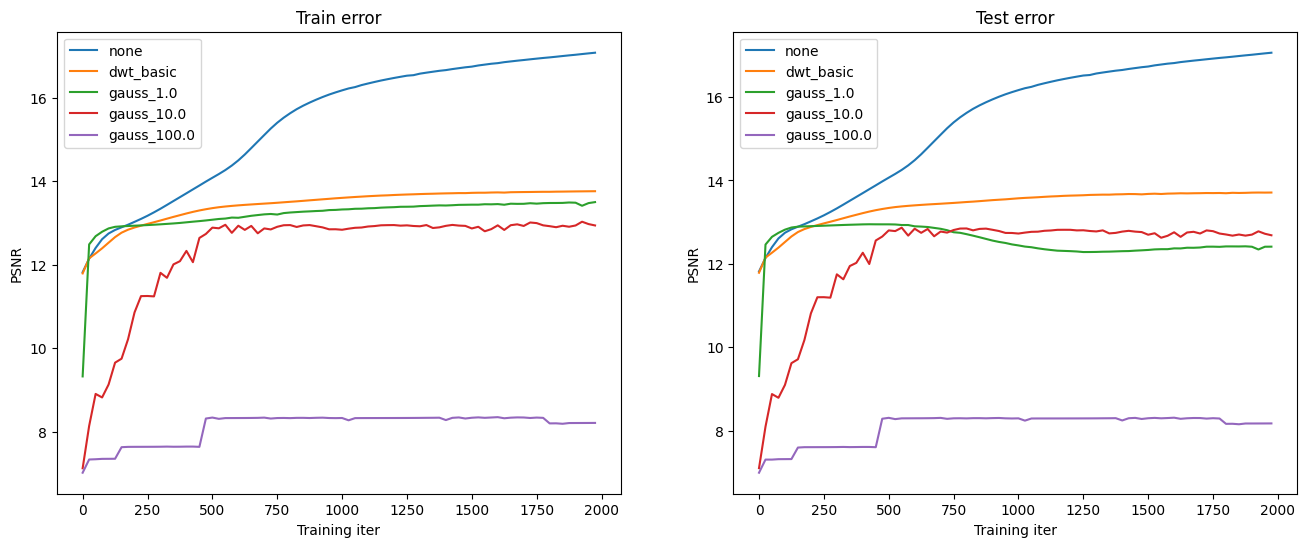 Train error
none
dwt_basic
gauss_1.0
gauss_10.0
gauss_100.0
16
14
12
10
8
PSNR
0 250 500 750 1000 1250 1500 1750 2000
Training iter
Test error
none
dwt_basic
gauss_1.0
gauss_10.0
gauss_100.0
16
14
12
10
8
PSNR
0 250 500 750 1000 1250 1500 1750 2000
Training iter